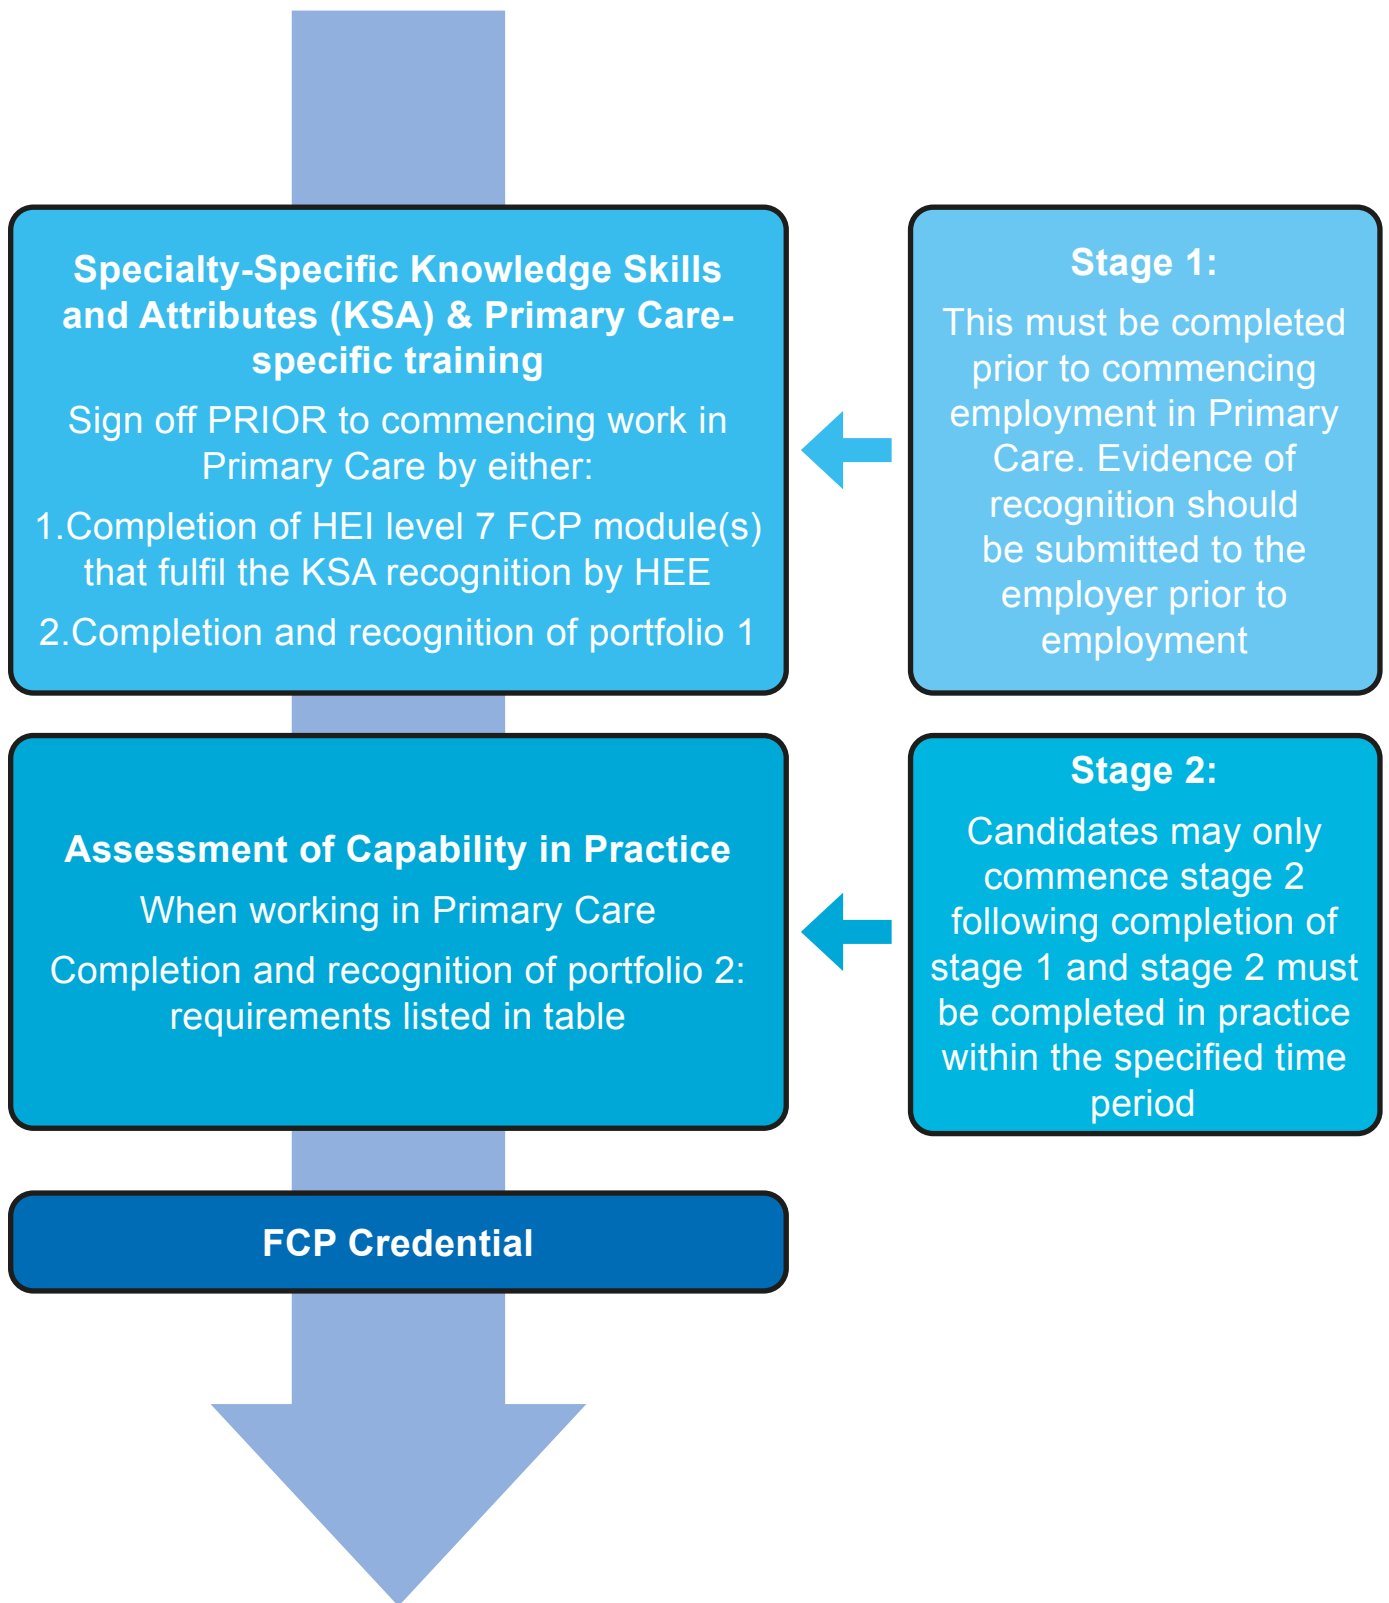 Specialty-Specific Knowledge Skills
and Attributes (KSA) & Primary Care-
specific training
Sign off PRIOR to commencing work in
Primary Care by either:
1.Completion of HEI level 7 FCP module(s)
that fulfil the KSA recognition by HEE
2.Completion and recognition of portfolio 1
Stage 1:
This must be completed
prior to commencing
employment in Primary
Care. Evidence of
recognition should
be submitted to the
employer prior to
employment
Assessment of Capability in Practice
When working in Primary Care
Completion and recognition of portfolio 2:
requirements listed in table
Stage 2:
Candidates may only
commence stage 2
following completion of
stage 1 and stage 2 must
be completed in practice
within the specified time
period
FCP Credential